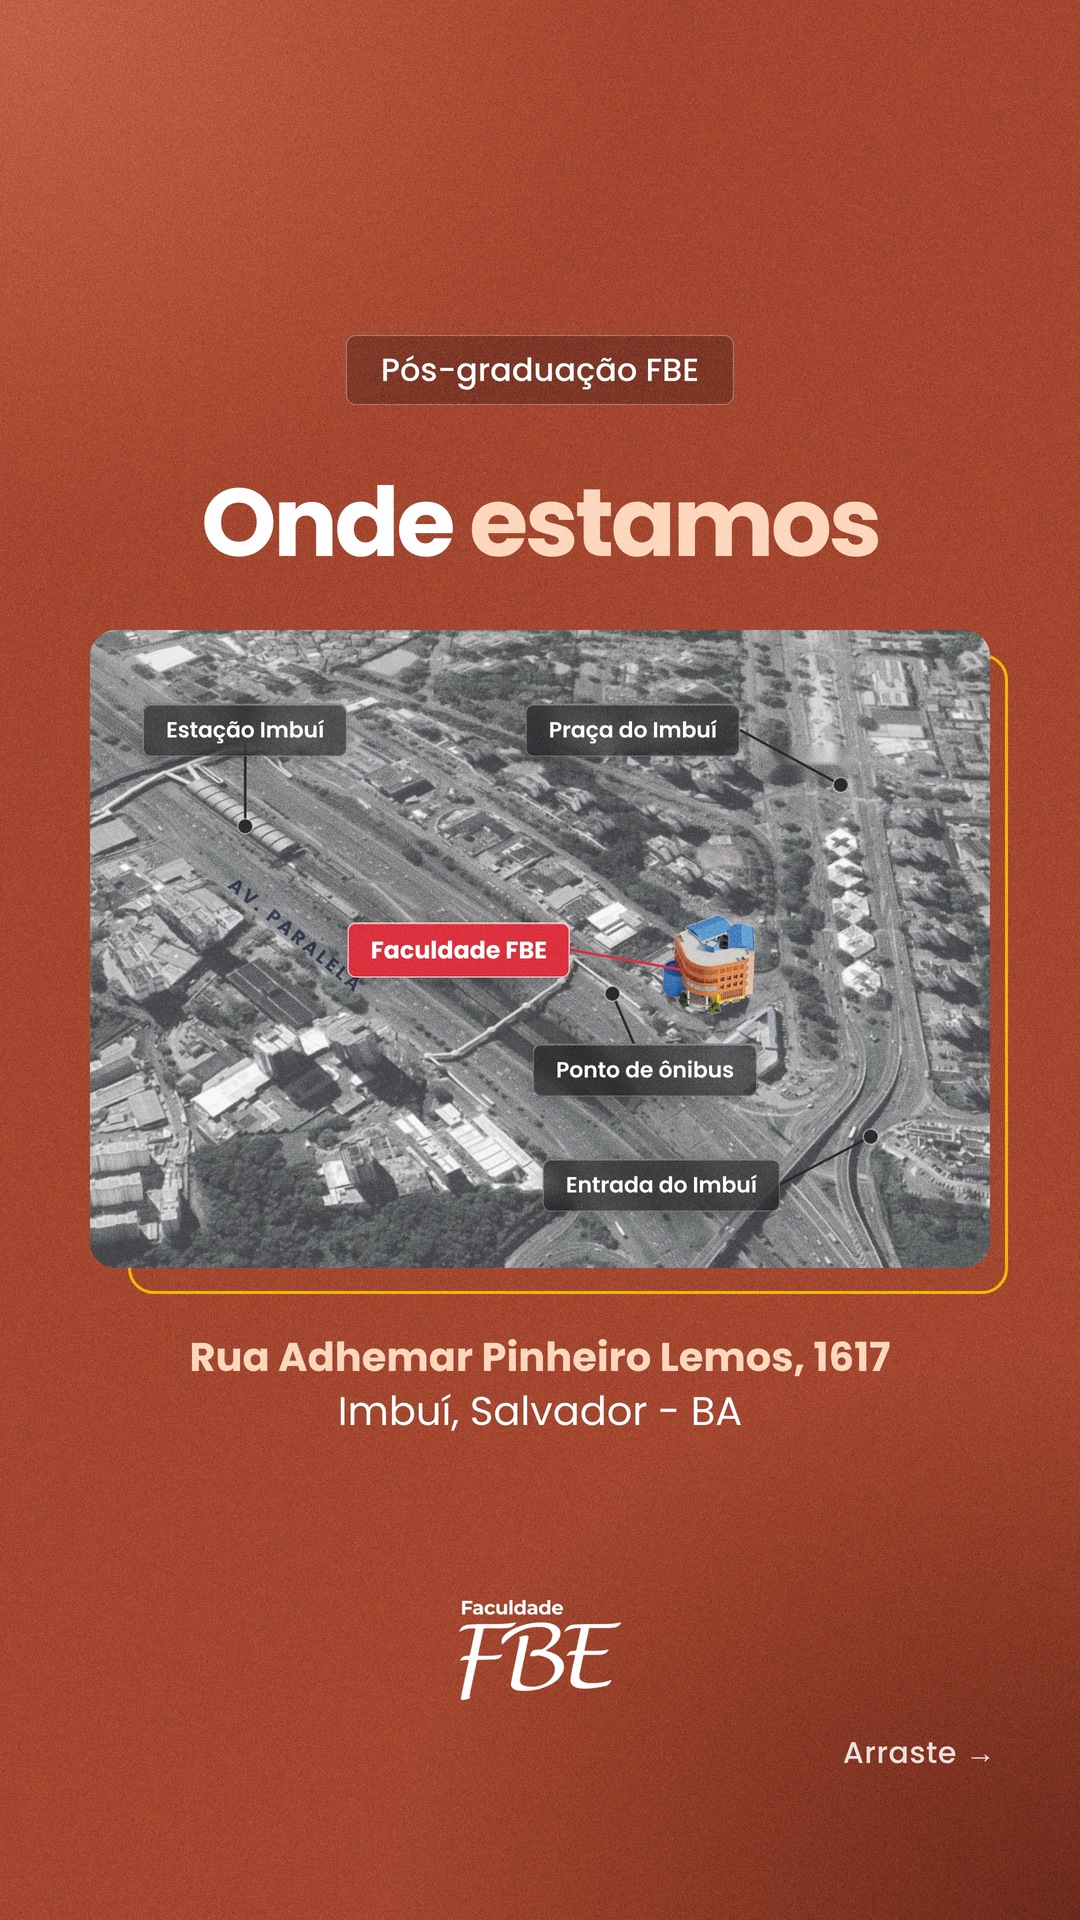 Pós-graduação FBE
Onde estamos
Estação Imbuí
Praça do Imbuí
AV. PARALELA
Faculdade FBE
Ponto de ônibus
Entrada do Imbuí
Rua Adhemar Pinheiro Lemos, 1617
Imbuí, Salvador - BA
Faculdade
FBE
Arraste →